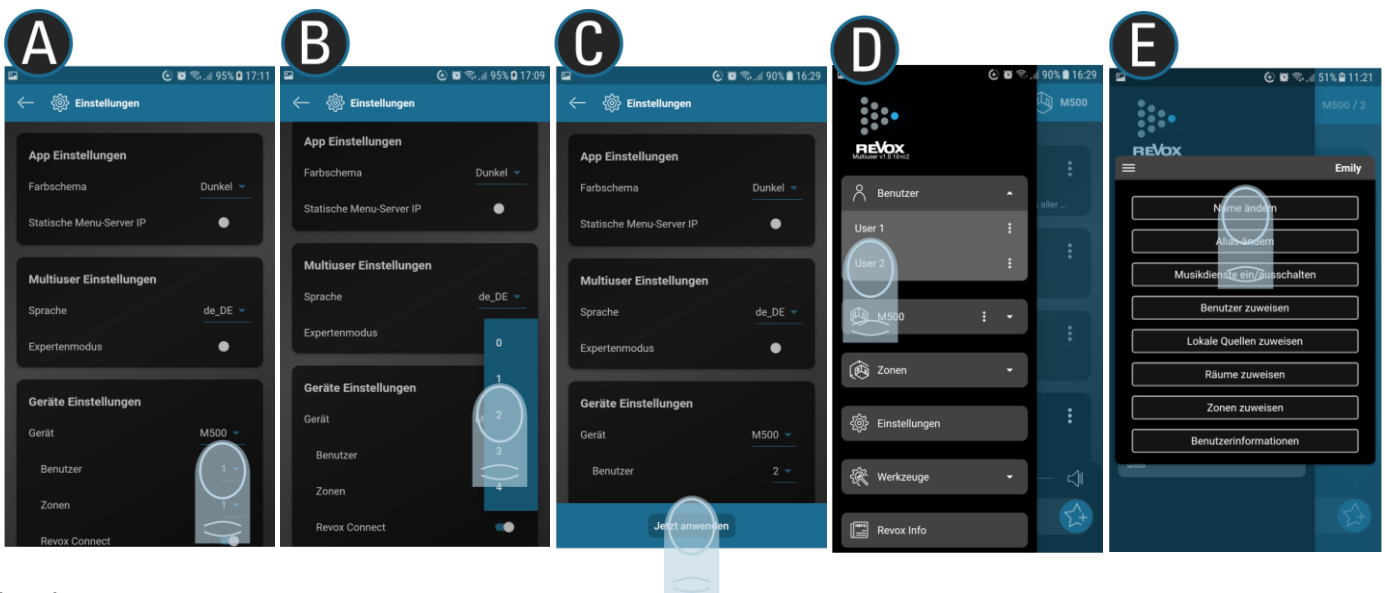 A
95% 17:11
Einstellungen
App Einstellungen
Farbschema Dunkel
Statische Menu-Server IP
Multiuser Einstellungen
Sprache de_DE
Expertenmodus
Geräte Einstellungen
Gerät M500
Benutzer 1
Zonen 1
Revox Connect
B
95% 17:09
Einstellungen
App Einstellungen
Farbschema Dunkel
Statische Menu-Server IP
Multiuser Einstellungen
Sprache de_DE
Expertenmodus
0
1
Geräte Einstellungen
2
Gerät
Benutzer 3
Zonen 4
Revox Connect
C
90% 16:29
Einstellungen
App Einstellungen
Farbschema Dunkel
Statische Menu-Server IP
Multiuser Einstellungen
Sprache de_DE
Expertenmodus
Geräte Einstellungen
Gerät M500
Benutzer 2
Jetzt anwenden
D
90% 16:29
M500
REVOX
Multiuser v1.0.10-rc2
Benutzer
User 1
aller ...
User 2
M500
Zonen
Einstellungen
Werkzeuge
Revox Info
E
51% 11:21
M500 / 2
REVOX
Emily
Name ändern
Alias ändern
Musikdienste ein/ausschalten
Benutzer zuweisen
Lokale Quellen zuweisen
Räume zuweisen
Zonen zuweisen
Benutzerinformationen